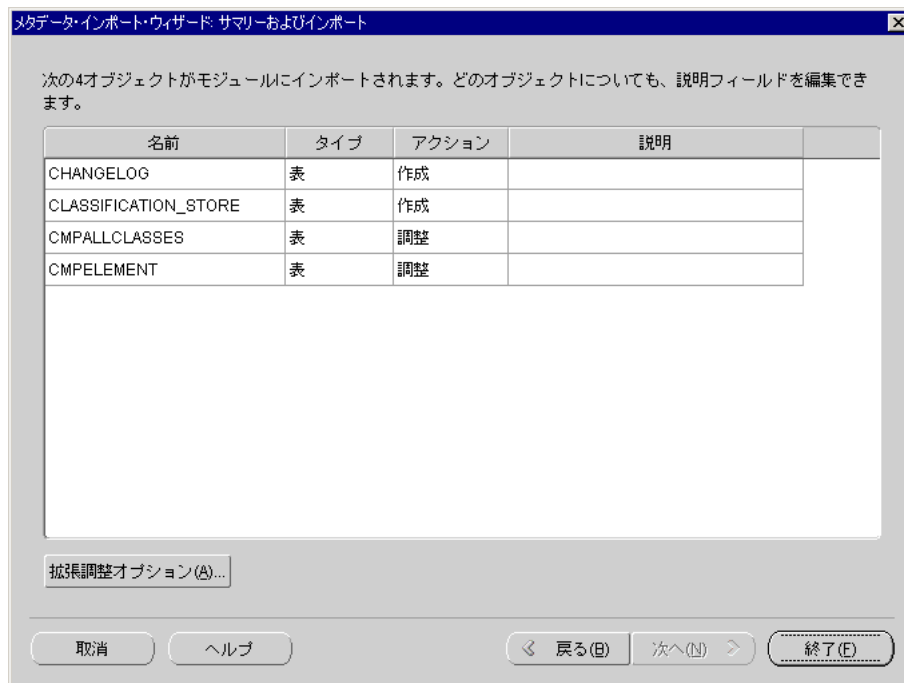 メタデータ・インポート・ウィザード: サマリーおよびインポート
次の4オブジェクトがモジュールにインポートされます。どのオブジェクトについても、説明フィールドを編集でき
ます。
名前 タイプ アクション 説明
CHANGELOG 表 作成
CLASSIFICATION_STORE 表 作成
CMPALLCLASSES 表 調整
CMPELEMENT 表 調整
拡張調整オプション(A)...
取消 ヘルプ 戻る(B) 次へ(N) 終了(F)